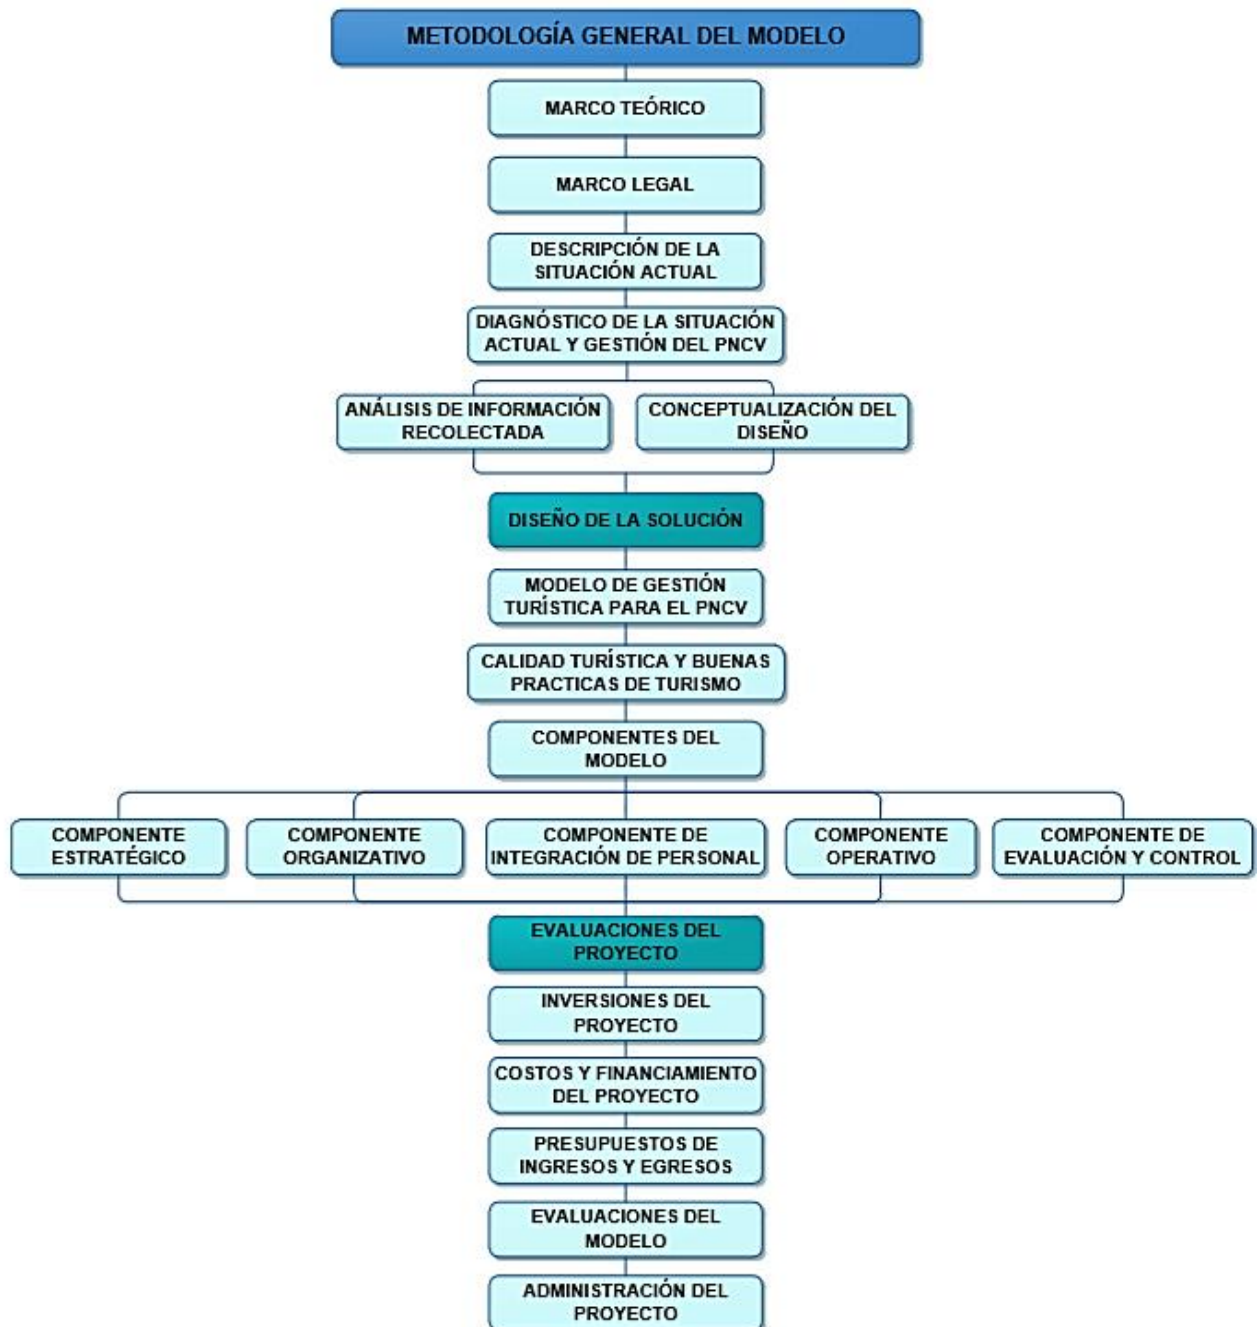 METODOLOGÍA GENERAL DEL MODELO
MARCO TEÓRICO
MARCO LEGAL
DESCRIPCIÓN DE LA
SITUACIÓN ACTUAL
DIAGNÓSTICO DE LA SITUACIÓN
ACTUAL Y GESTIÓN DEL PNCV
ANÁLISIS DE INFORMACIÓN
RECOLECTADA
CONCEPTUALIZACIÓN DEL
DISEÑO
DISEÑO DE LA SOLUCIÓN
MODELO DE GESTIÓN
TURÍSTICA PARA EL PNCV
CALIDAD TURÍSTICA Y BUENAS
PRACTICAS DE TURISMO
COMPONENTES DEL
MODELO
COMPONENTE
ESTRATÉGICO
COMPONENTE
ORGANIZATIVO
COMPONENTE DE
INTEGRACIÓN DE PERSONAL
COMPONENTE
OPERATIVO
COMPONENTE DE
EVALUACIÓN Y CONTROL
EVALUACIONES DEL
PROYECTO
INVERSIONES DEL
PROYECTO
COSTOS Y FINANCIAMIENTO
DEL PROYECTO
PRESUPUESTOS DE
INGRESOS Y EGRESOS
EVALUACIONES DEL
MODELO
ADMINISTRACIÓN DEL
PROYECTO